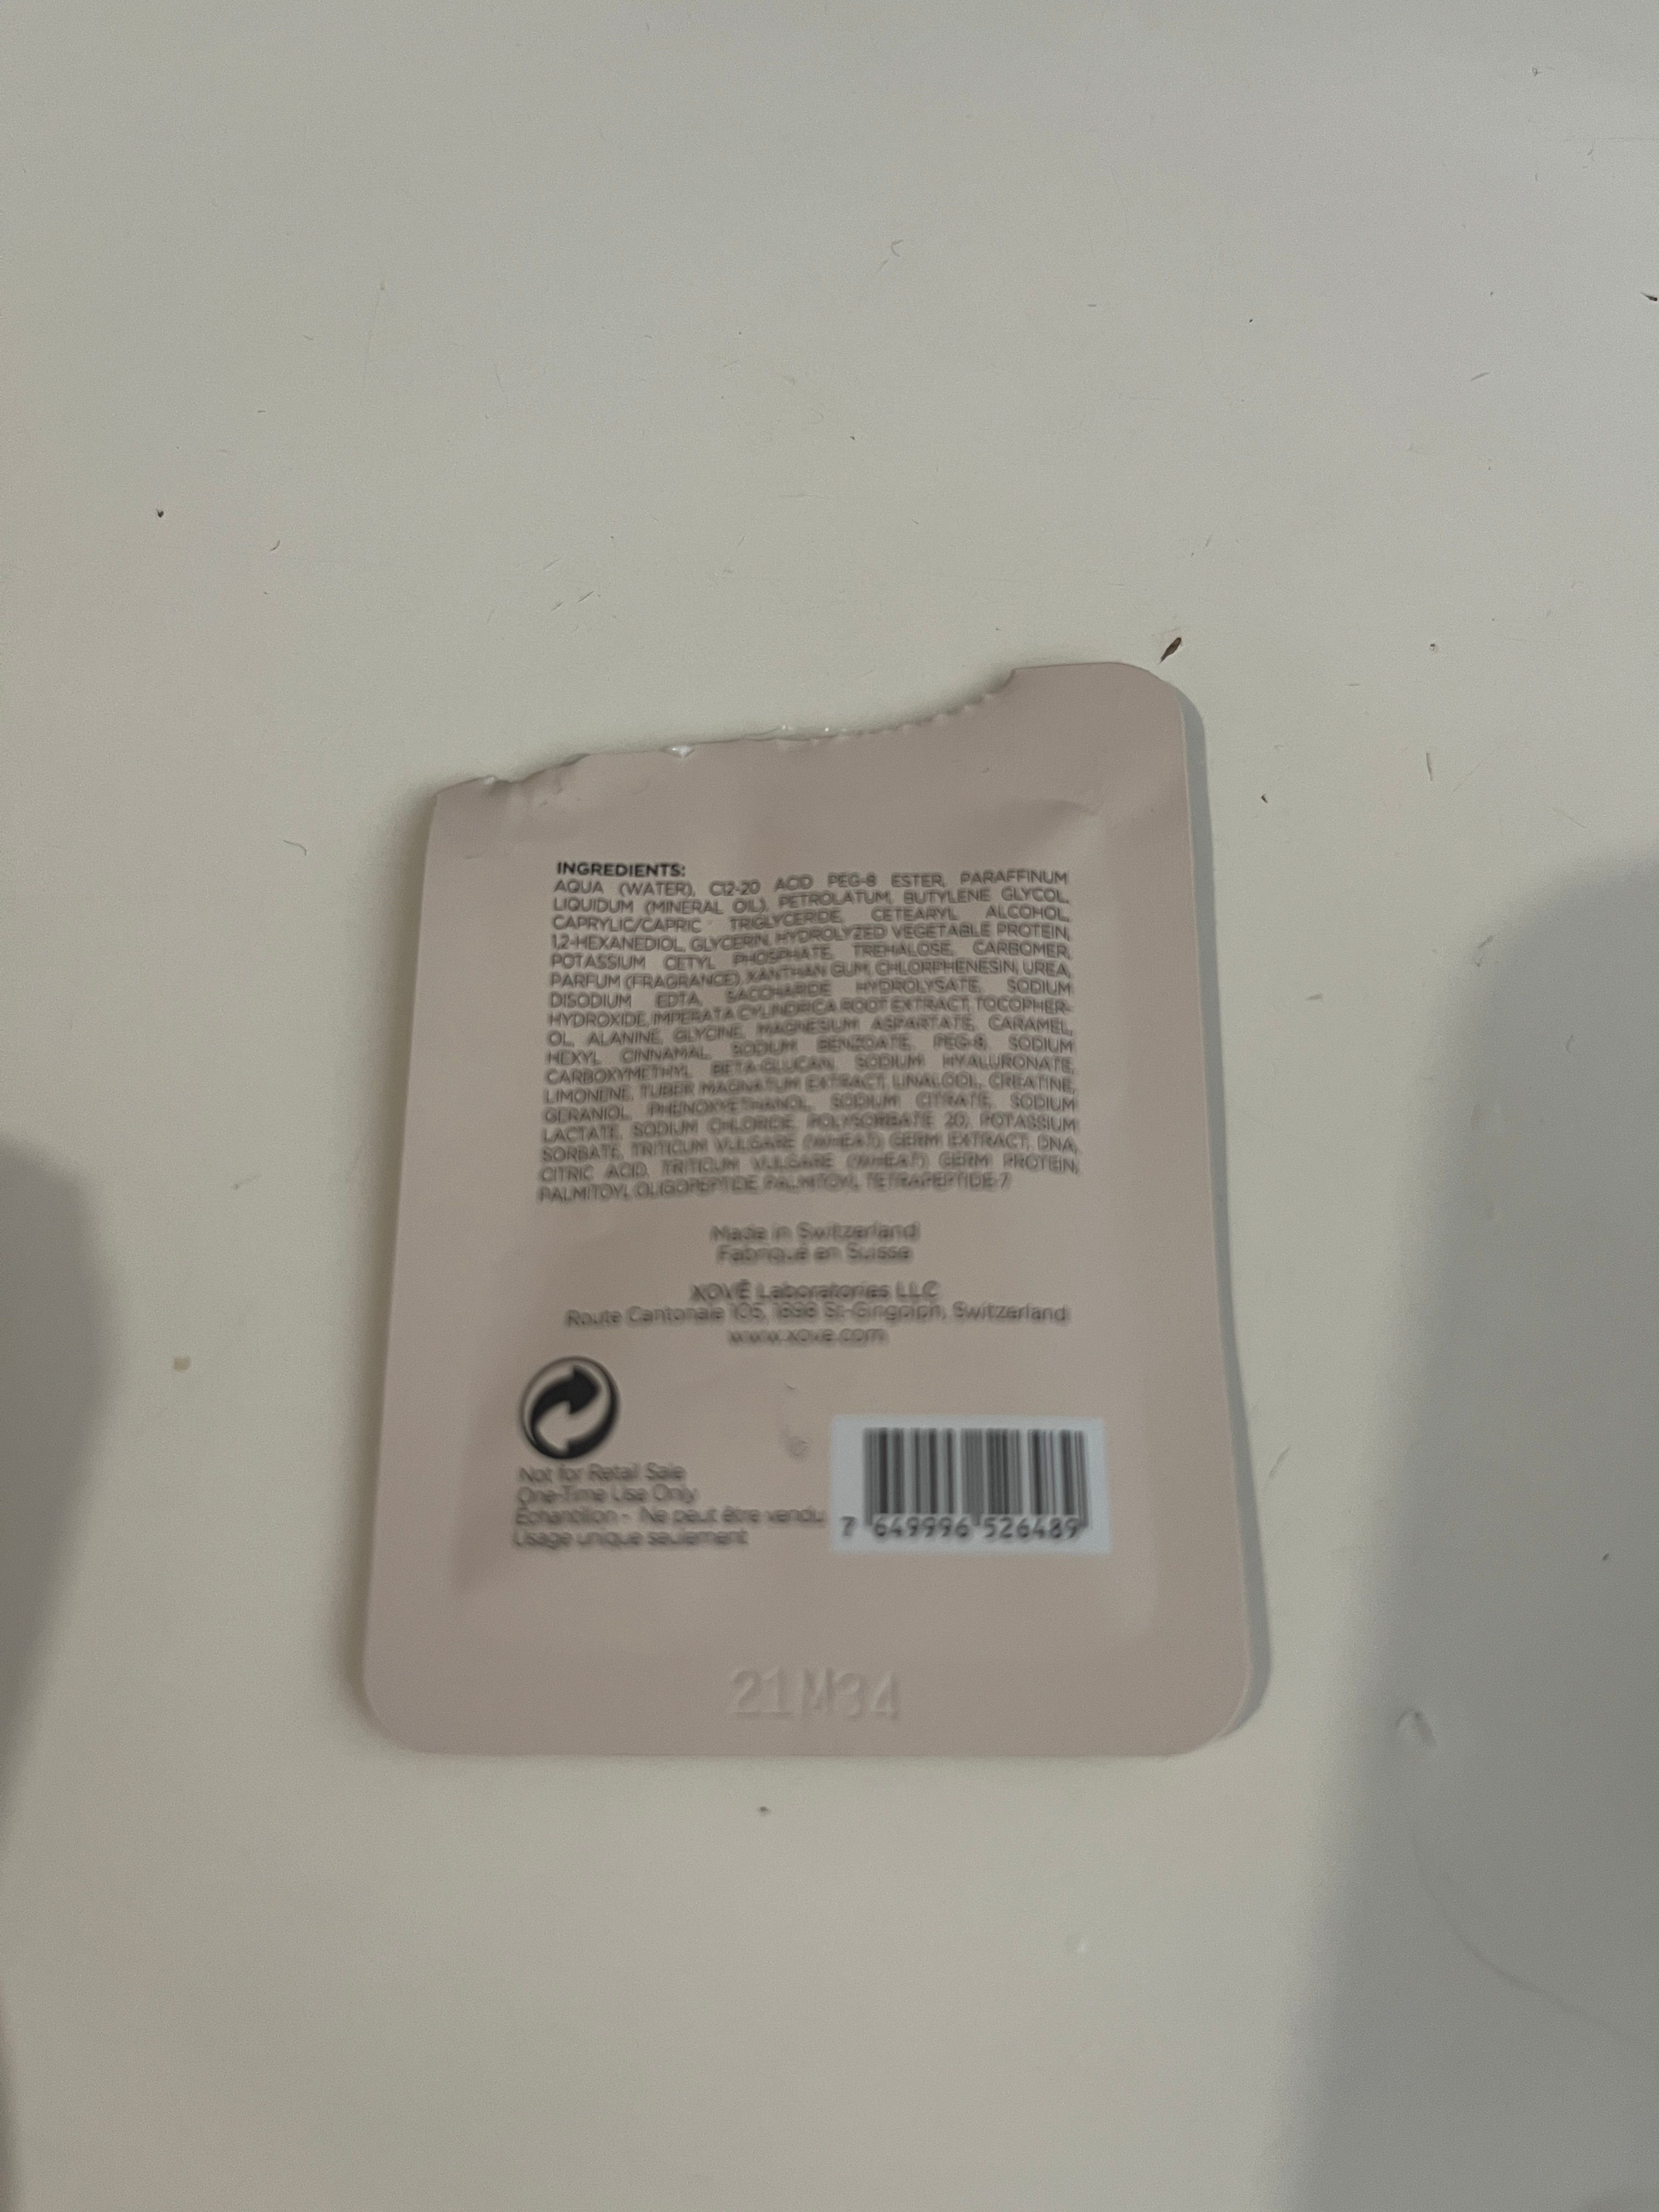 INGREDIENTS:
AQUA (WATER), C12-20 ACID PEG-8 ESTER, PARAFFINUM
LIQUIDUM (MINERAL OIL), PETROLATUM, BUTYLENE GLYCOL,
CAPRYLIC/CAPRIC TRIGLYCERIDE, CETEARYL ALCOHOL,
1,2-HEXANEDIOL, GLYCERIN, HYDROLYZED VEGETABLE PROTEIN,
POTASSIUM CETYL PHOSPHATE, TREHALOSE, CARBOMER,
PARFUM (FRAGRANCE), XANTHAN GUM, CHLORPHENESIN, UREA,
DISODIUM EDTA, SACCHARIDE HYDROLYSATE, SODIUM
HYDROXIDE, IMPERATA CYLINDRICA ROOT EXTRACT, TOCOPHER-
OL, ALANINE, GLYCINE, MAGNESIUM ASPARTATE, CARAMEL,
HEXYL CINNAMAL, SODIUM BENZOATE, PEG-8, SODIUM
CARBOXYMETHYL BETA-GLUCAN, SODIUM HYALURONATE,
LIMONENE, TUBER MAGNATUM EXTRACT, LINALOOL, CREATINE,
GERANIOL, PHENOXYETHANOL, SODIUM CITRATE, SODIUM
LACTATE, SODIUM CHLORIDE, POLYSORBATE 20, POTASSIUM
SORBATE, TRITICUM VULGARE (WHEAT) GERM EXTRACT, DNA,
CITRIC ACID, TRITICUM VULGARE (WHEAT) GERM PROTEIN,
PALMITOYL OLIGOPEPTIDE, PALMITOYL TETRAPEPTIDE-7
Made in Switzerland
Fabriqué en Suisse
XOVĒ Laboratories LLC
Route Cantonale 105, 1898 St-Gingolph, Switzerland
www.xove.com
Not for Retail Sale
One-Time Use Only
Échantillon - Ne peut être vendu
Usage unique seulement
7 649996 526489
21M34